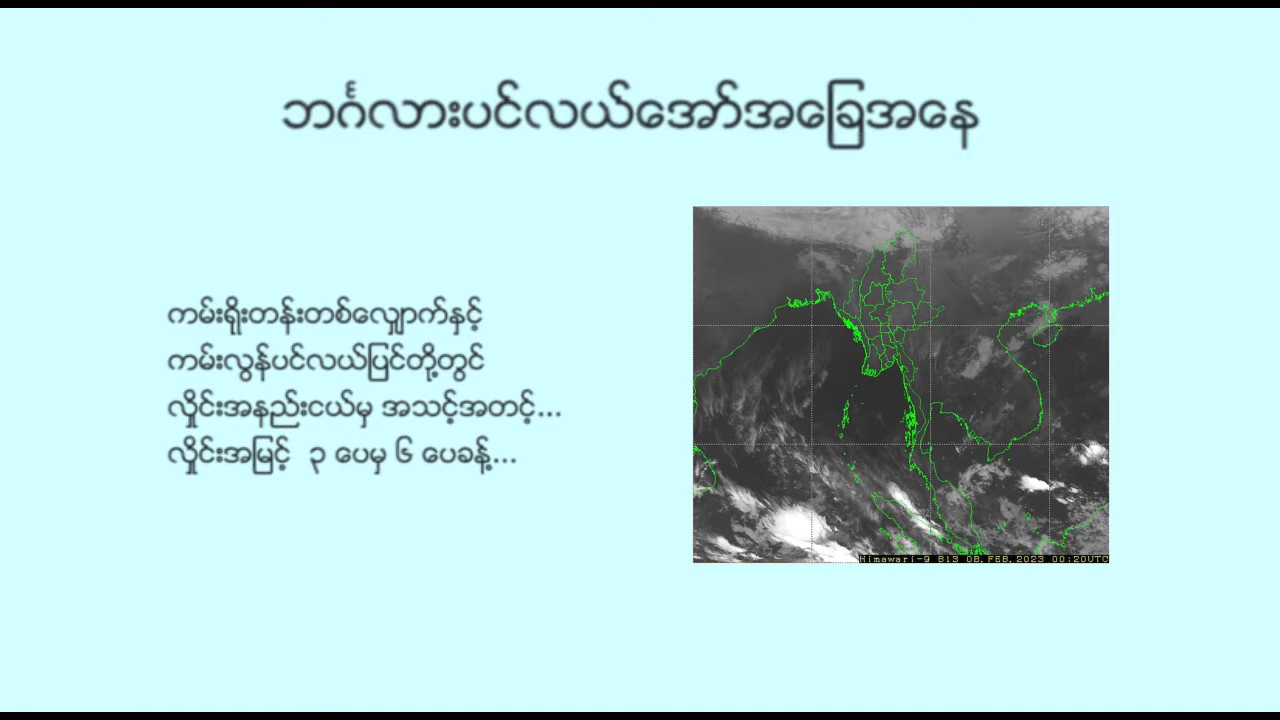 ဘင်္ဂလားပင်လယ်အော်အခြေအနေ
ကမ်းရိုးတန်းတစ်လျှောက်နှင့်
ကမ်းလွန်ပင်လယ်ပြင်တို့တွင်
လှိုင်းအနည်းငယ်မှ အသင့်အတင့်...
လှိုင်းအမြင့် ၃ ပေမှ ၆ ပေခန့်...
Himawari-9 B13 08.FEB.2023 00:20UTC